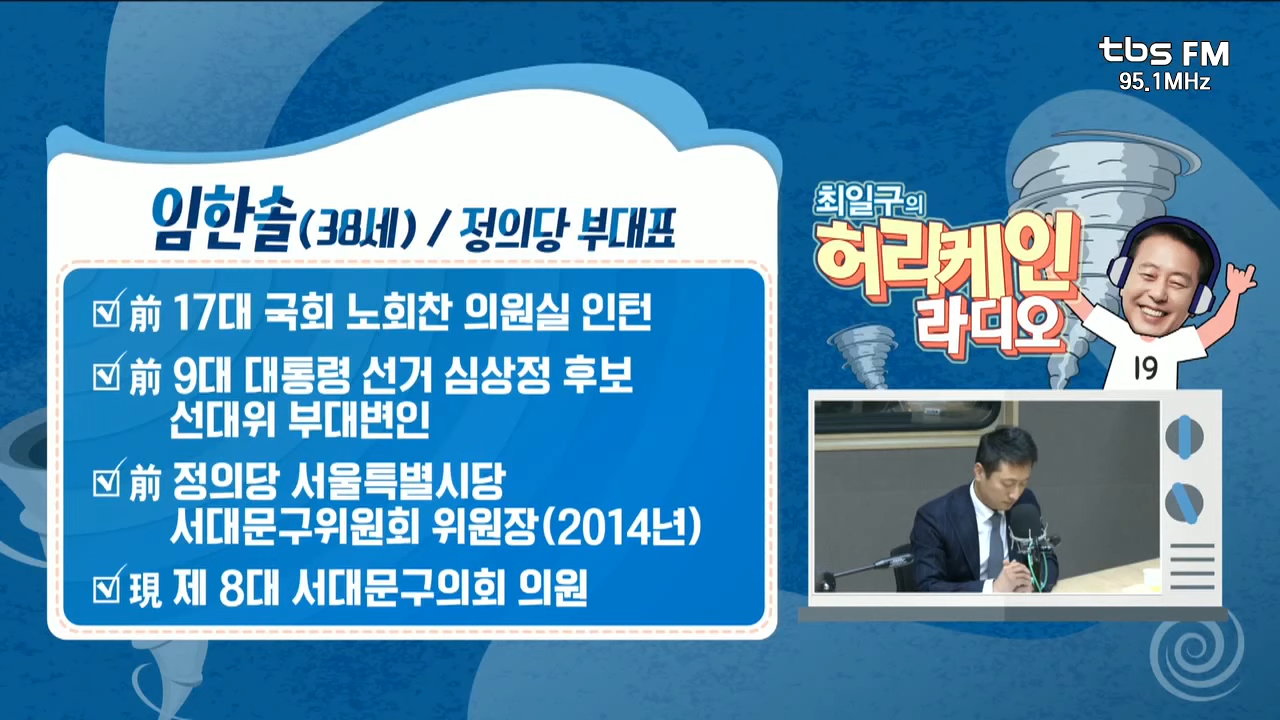 tbs FM
95.1MHz
임한솔(38세) / 정의당 부대표
前 17대 국회 노회찬 의원실 인턴
前 9대 대통령 선거 심상정 후보
선대위 부대변인
前 정의당 서울특별시당
서대문구위원회 위원장(2014년)
現 제 8대 서대문구의회 의원
최일구의
허리케인
라디오
19